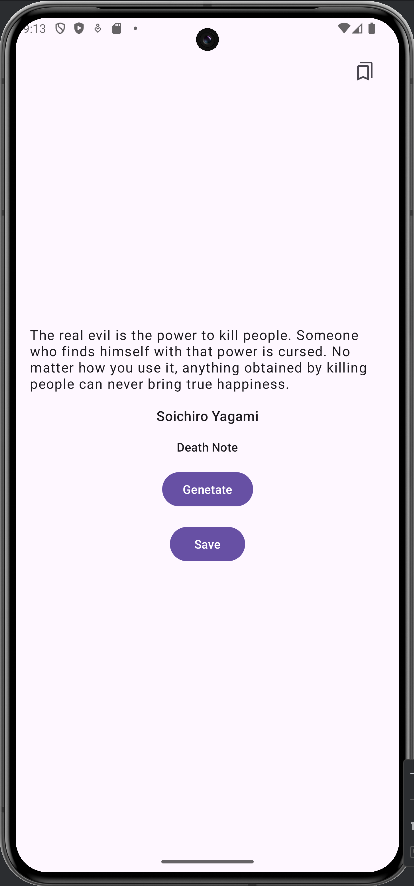 9:13
The real evil is the power to kill people. Someone
who finds himself with that power is cursed. No
matter how you use it, anything obtained by killing
people can never bring true happiness.
Soichiro Yagami
Death Note
Genetate
Save